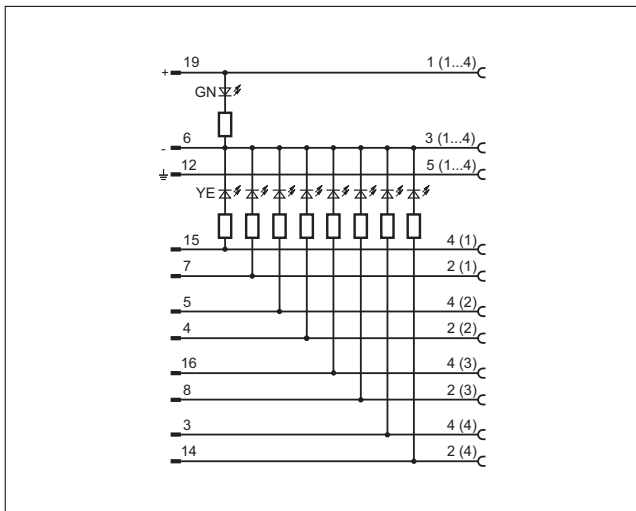 19 1 (1...4)
+
GN
6 3 (1...4)
-
12 5 (1...4)
YE
15 4 (1)
7 2 (1)
5 4 (2)
4 2 (2)
16 4 (3)
8 2 (3)
3 4 (4)
14 2 (4)